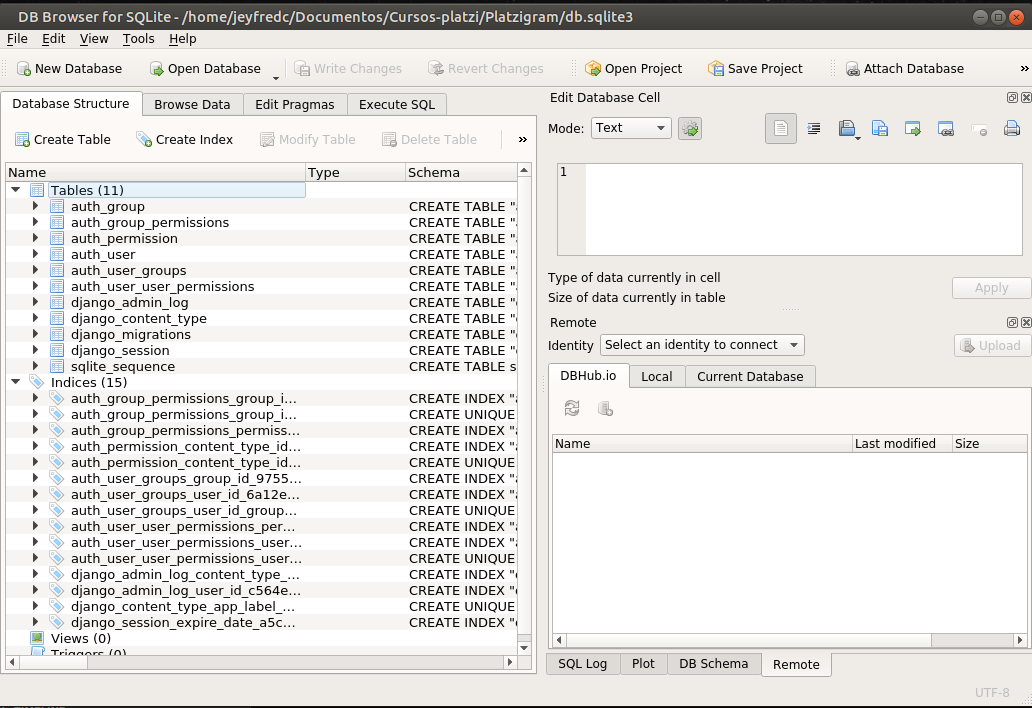 DB Browser for SQLite - /home/jeyfredc/Documentos/Cursos-platzi/Platzigram/db.sqlite3
File Edit View Tools Help
New Database Open Database Write Changes Revert Changes Open Project Save Project Attach Database »
Database Structure Browse Data Edit Pragmas Execute SQL
Create Table Create Index Modify Table Delete Table »
Name Type Schema
Tables (11)
auth_group CREATE TABLE "
auth_group_permissions CREATE TABLE "
auth_permission CREATE TABLE "
auth_user CREATE TABLE "
auth_user_groups CREATE TABLE "
auth_user_user_permissions CREATE TABLE "
django_admin_log CREATE TABLE "
django_content_type CREATE TABLE "
django_migrations CREATE TABLE "
django_session CREATE TABLE "
sqlite_sequence CREATE TABLE s
Indices (15)
auth_group_permissions_group_i... CREATE INDEX "
auth_group_permissions_group_i... CREATE UNIQUE
auth_group_permissions_permiss... CREATE INDEX "
auth_permission_content_type_id... CREATE INDEX "
auth_permission_content_type_id... CREATE UNIQUE
auth_user_groups_group_id_9755... CREATE INDEX "
auth_user_groups_user_id_6a12e... CREATE INDEX "
auth_user_groups_user_id_group... CREATE UNIQUE
auth_user_user_permissions_per... CREATE INDEX "
auth_user_user_permissions_user... CREATE INDEX "
auth_user_user_permissions_user... CREATE UNIQUE
django_admin_log_content_type_... CREATE INDEX "
django_admin_log_user_id_c564e... CREATE INDEX "
django_content_type_app_label_... CREATE UNIQUE
django_session_expire_date_a5c... CREATE INDEX "
Views (0)
Triggers (0)
Edit Database Cell
Mode: Text
1
Type of data currently in cell
Size of data currently in table
Apply
Remote
Identity Select an identity to connect Upload
DBHub.io Local Current Database
Name Last modified Size
SQL Log Plot DB Schema Remote
UTF-8